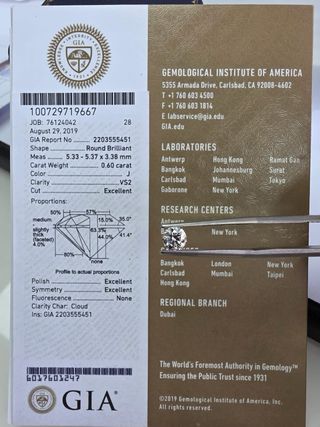 GIA
100729719667
JOB: 76124042 28
August 29, 2019
GIA Report No. 2203555451
Shape Round Brilliant
Meas. 5.33 - 5.37 x 3.38 mm
Carat Weight 0.60 carat
Color J
Clarity VS2
Cut Excellent
Proportions:
50% 57%
medium 15.0% 35.0°
slightly thick (faceted) 4.0%
63.3%
44.0% 41.4°
80% none
Profile to actual proportions
Polish Excellent
Symmetry Excellent
Fluorescence None
Clarity Char: Cloud
Ins: GIA 2203555451
6017601247
GIA
GEMOLOGICAL INSTITUTE OF AMERICA
5355 Armada Drive, Carlsbad, CA 92008-4602
T +1 760 603 4500
F +1 760 603 1814
E labservice@gia.edu
GIA.edu
LABORATORIES
Antwerp Hong Kong Ramat Gan
Bangkok Johannesburg Surat
Carlsbad Mumbai Tokyo
Gaborone New York
RESEARCH CENTERS
New York
Bangkok London New York
Carlsbad Mumbai Taipei
Hong Kong
REGIONAL BRANCH
Dubai
The World's Foremost Authority in Gemology™
Ensuring the Public Trust since 1931
©2019 Gemological Institute of America, Inc.
All rights reserved.